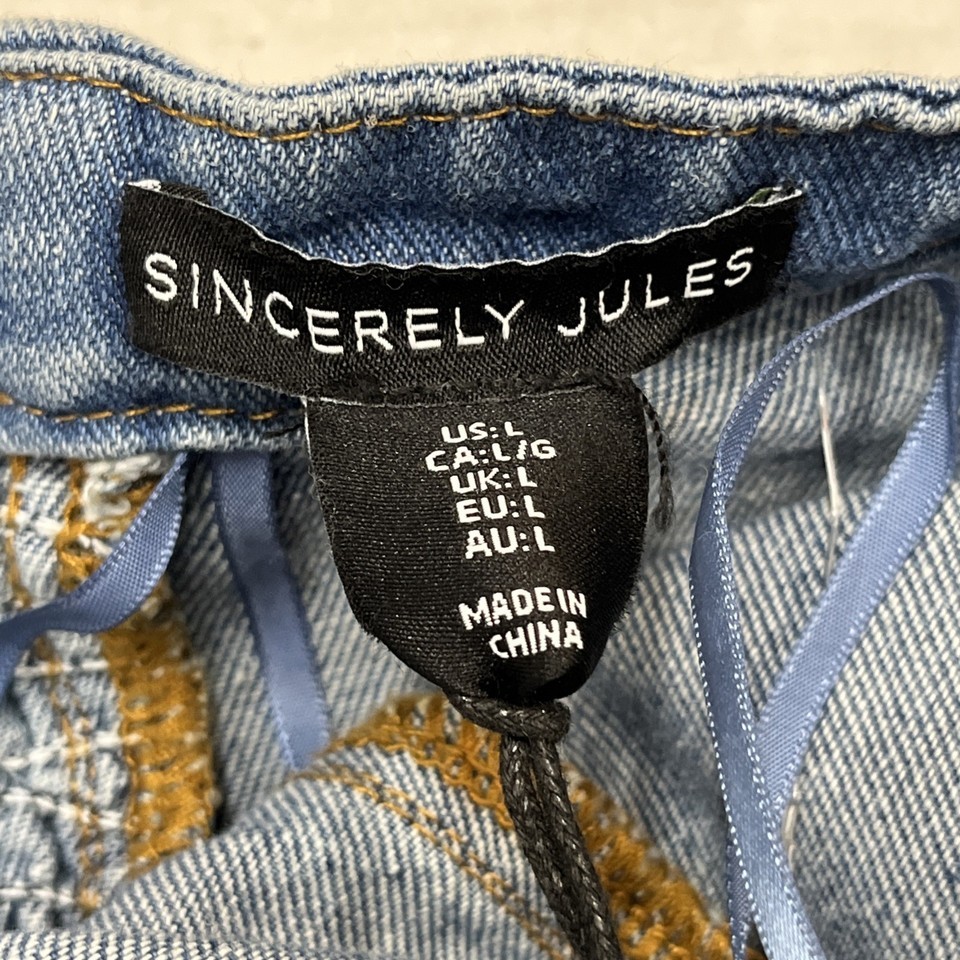 SINCERELY JULES
US: L
CA: L/G
UK: L
EU: L
AU: L
MADE IN
CHINA